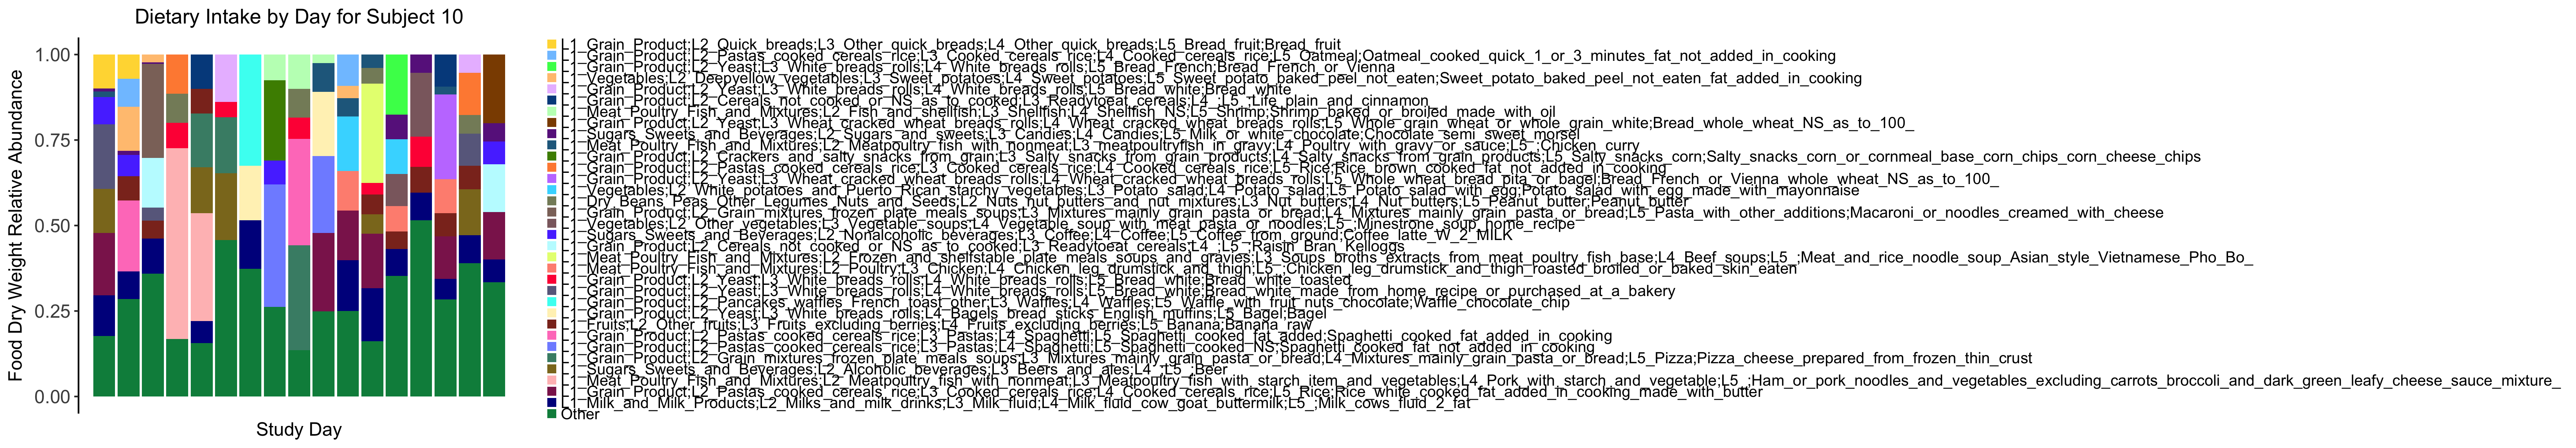 Dietary Intake by Day for Subject 10
Food Dry Weight Relative Abundance
1.00
0.75
0.50
0.25
0.00
Study Day
L1_Grain_Product;L2_Quick_breads;L3_Other_quick_breads;L4_Other_quick_breads;L5_Bread_fruit;Bread_fruit
L1_Grain_Product;L2_Pastas_cooked_cereals_rice;L3_Cooked_cereals_rice;L4_Cooked_cereals_rice;L5_Oatmeal;Oatmeal_cooked_quick_1_or_3_minutes_fat_not_added_in_cooking
L1_Grain_Product;L2_Yeast;L3_White_breads_rolls;L4_White_breads_rolls;L5_Bread_French;Bread_French_or_Vienna
L1_Vegetables;L2_Deepyellow_vegetables;L3_Sweet_potatoes;L4_Sweet_potatoes;L5_Sweet_potato_baked_peel_not_eaten;Sweet_potato_baked_peel_not_eaten_fat_added_in_cooking
L1_Grain_Product;L2_Yeast;L3_White_breads_rolls;L4_White_breads_rolls;L5_Bread_white;Bread_white
L1_Grain_Product;L2_Cereals_not_cooked_or_NS_as_to_cooked;L3_Readytoeat_cereals;L4_;L5_;Life_plain_and_cinnamon_
L1_Meat_Poultry_Fish_and_Mixtures;L2_Fish_and_shellfish;L3_Shellfish;L4_Shellfish_NS;L5_Shrimp;Shrimp_baked_or_broiled_made_with_oil
L1_Grain_Product;L2_Yeast;L3_Wheat_cracked_wheat_breads_rolls;L4_Wheat_cracked_wheat_breads_rolls;L5_Whole_grain_wheat_or_whole_grain_white;Bread_whole_wheat_NS_as_to_100_
L1_Sugars_Sweets_and_Beverages;L2_Sugars_and_sweets;L3_Candies;L4_Candies;L5_Milk_or_white_chocolate;Chocolate_semi_sweet_morsel
L1_Meat_Poultry_Fish_and_Mixtures;L2_Meatpoultry_fish_with_nonmeat;L3_meatpoultryfish_in_gravy;L4_Poultry_with_gravy_or_sauce;L5_;Chicken_curry
L1_Grain_Product;L2_Crackers_and_salty_snacks_from_grain;L3_Salty_snacks_from_grain_products;L4_Salty_snacks_from_grain_products;L5_Salty_snacks_corn;Salty_snacks_corn_or_cornmeal_base_corn_chips_corn_cheese_chips
L1_Grain_Product;L2_Pastas_cooked_cereals_rice;L3_Cooked_cereals_rice;L4_Cooked_cereals_rice;L5_Rice;Rice_brown_cooked_fat_not_added_in_cooking
L1_Grain_Product;L2_Yeast;L3_Wheat_cracked_wheat_breads_rolls;L4_Wheat_cracked_wheat_breads_rolls;L5_Whole_wheat_bread_pita_or_bagel;Bread_French_or_Vienna_whole_wheat_NS_as_to_100_
L1_Vegetables;L2_White_potatoes_and_Puerto_Rican_starchy_vegetables;L3_Potato_salad;L4_Potato_salad;L5_Potato_salad_with_egg;Potato_salad_with_egg_made_with_mayonnaise
L1_Dry_Beans_Peas_Other_Legumes_Nuts_and_Seeds;L2_Nuts_nut_butters_and_nut_mixtures;L3_Nut_butters;L4_Nut_butters;L5_Peanut_butter;Peanut_butter
L1_Grain_Product;L2_Grain_mixtures_frozen_plate_meals_soups;L3_Mixtures_mainly_grain_pasta_or_bread;L4_Mixtures_mainly_grain_pasta_or_bread;L5_Pasta_with_other_additions;Macaroni_or_noodles_creamed_with_cheese
L1_Vegetables;L2_Other_vegetables;L3_Vegetable_soups;L4_Vegetable_soup_with_meat_pasta_or_noodles;L5_;Minestrone_soup_home_recipe
L1_Sugars_Sweets_and_Beverages;L2_Nonalcoholic_beverages;L3_Coffee;L4_Coffee;L5_Coffee_from_ground;Coffee_latte_W_2_MILK
L1_Grain_Product;L2_Cereals_not_cooked_or_NS_as_to_cooked;L3_Readytoeat_cereals;L4_;L5_;Raisin_Bran_Kelloggs
L1_Meat_Poultry_Fish_and_Mixtures;L2_Frozen_and_shelfstable_plate_meals_soups_and_gravies;L3_Soups_broths_extracts_from_meat_poultry_fish_base;L4_Beef_soups;L5_;Meat_and_rice_noodle_soup_Asian_style_Vietnamese_Pho_Bo_
L1_Meat_Poultry_Fish_and_Mixtures;L2_Poultry;L3_Chicken;L4_Chicken_leg_drumstick_and_thigh;L5_;Chicken_leg_drumstick_and_thigh_roasted_broiled_or_baked_skin_eaten
L1_Grain_Product;L2_Yeast;L3_White_breads_rolls;L4_White_breads_rolls;L5_Bread_white;Bread_white_toasted
L1_Grain_Product;L2_Yeast;L3_White_breads_rolls;L4_White_breads_rolls;L5_Bread_white;Bread_white_made_from_home_recipe_or_purchased_at_a_bakery
L1_Grain_Product;L2_Pancakes_waffles_French_toast_other;L3_Waffles;L4_Waffles;L5_Waffle_with_fruit_nuts_chocolate;Waffle_chocolate_chip
L1_Grain_Product;L2_Yeast;L3_White_breads_rolls;L4_Bagels_bread_sticks_English_muffins;L5_Bagel;Bagel
L1_Fruits;L2_Other_fruits;L3_Fruits_excluding_berries;L4_Fruits_excluding_berries;L5_Banana;Banana_raw
L1_Grain_Product;L2_Pastas_cooked_cereals_rice;L3_Pastas;L4_Spaghetti;L5_Spaghetti_cooked_fat_added;Spaghetti_cooked_fat_added_in_cooking
L1_Grain_Product;L2_Pastas_cooked_cereals_rice;L3_Pastas;L4_Spaghetti;L5_Spaghetti_cooked_NS;Spaghetti_cooked_fat_not_added_in_cooking
L1_Grain_Product;L2_Grain_mixtures_frozen_plate_meals_soups;L3_Mixtures_mainly_grain_pasta_or_bread;L4_Mixtures_mainly_grain_pasta_or_bread;L5_Pizza;Pizza_cheese_prepared_from_frozen_thin_crust
L1_Sugars_Sweets_and_Beverages;L2_Alcoholic_beverages;L3_Beers_and_ales;L4_;L5_;Beer
L1_Meat_Poultry_Fish_and_Mixtures;L2_Meatpoultry_fish_with_nonmeat;L3_Meatpoultry_fish_with_starch_item_and_vegetables;L4_Pork_with_starch_and_vegetable;L5_;Ham_or_pork_noodles_and_vegetables_excluding_carrots_broccoli_and_dark_green_leafy_cheese_sauce_mixture_
L1_Grain_Product;L2_Pastas_cooked_cereals_rice;L3_Cooked_cereals_rice;L4_Cooked_cereals_rice;L5_Rice;Rice_white_cooked_fat_added_in_cooking_made_with_butter
L1_Milk_and_Milk_Products;L2_Milks_and_milk_drinks;L3_Milk_fluid;L4_Milk_fluid_cow_goat_buttermilk;L5_;Milk_cows_fluid_2_fat
Other